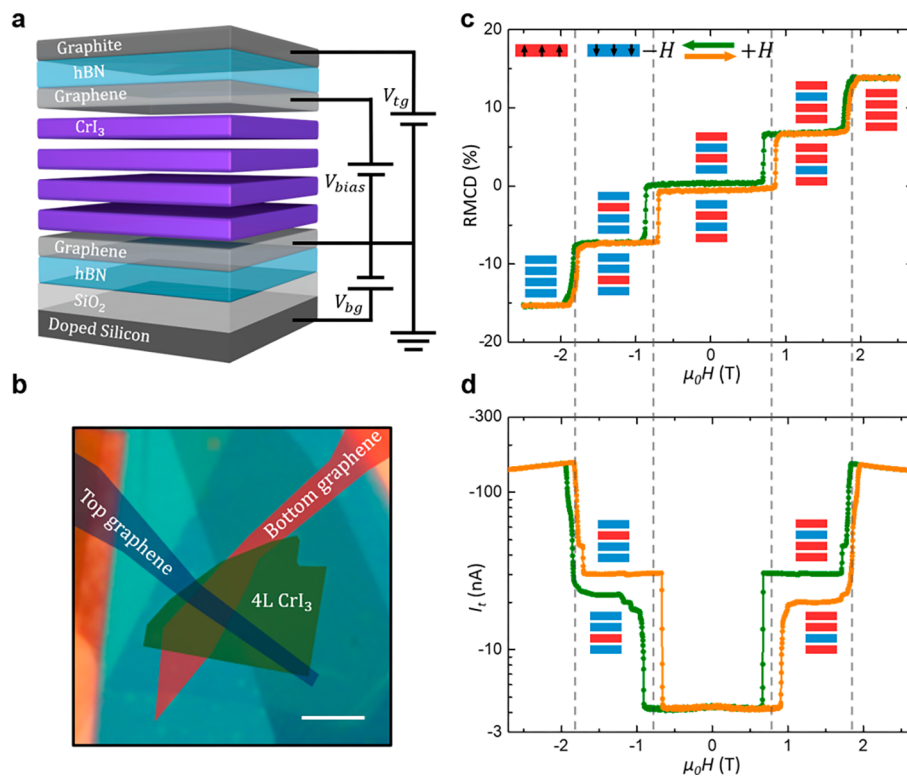 a
Graphite
hBN
Graphene
CrI₃
Graphene
hBN
SiO₂
Doped Silicon
V_tg
V_bias
V_bg
b
Top graphene
Bottom graphene
4L CrI₃
c
−H
+H
RMCD (%)
20
10
0
-10
-20
-2
-1
0
1
2
μ₀H (T)
d
I_t (nA)
-300
-100
-10
-3
-2
-1
0
1
2
μ₀H (T)